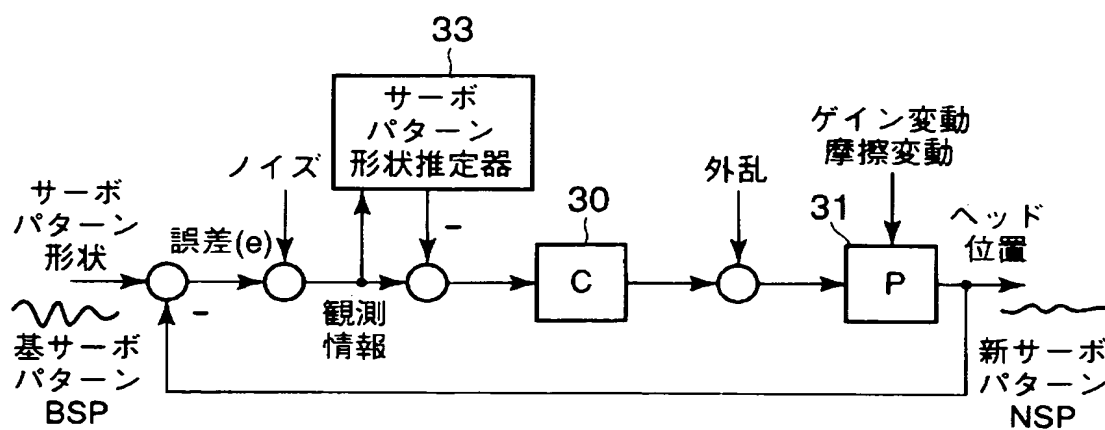 33
サーボ
パターン
形状推定器
ノイズ
サーボ
パターン
形状
誤差(e)
-
-
観測
情報
30
C
外乱
ゲイン変動
摩擦変動
31
P
ヘッド
位置
基サーボ
パターン
BSP
新サーボ
パターン
NSP